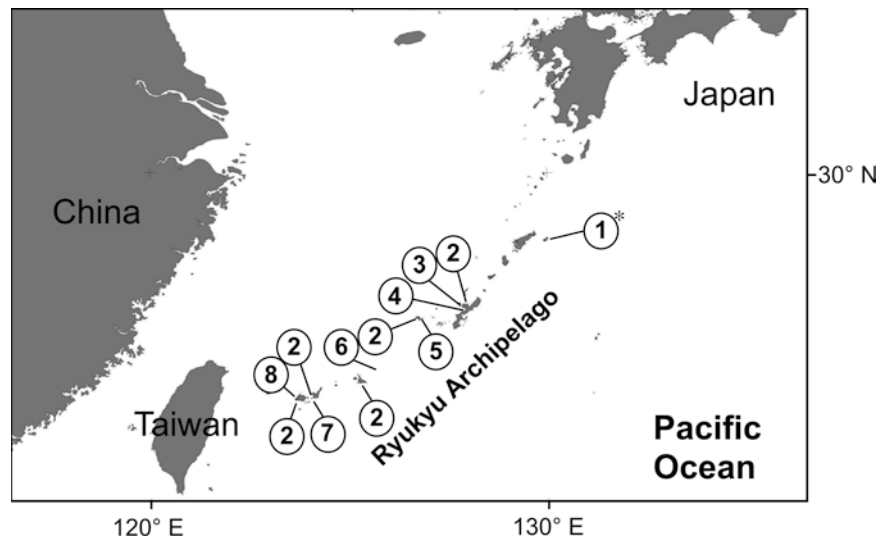 Japan
30° N
China
1*
2
3
4
2
6
5
2
8
Ryukyu Archipelago
Taiwan
2
7
2
Pacific
Ocean
120° E
130° E